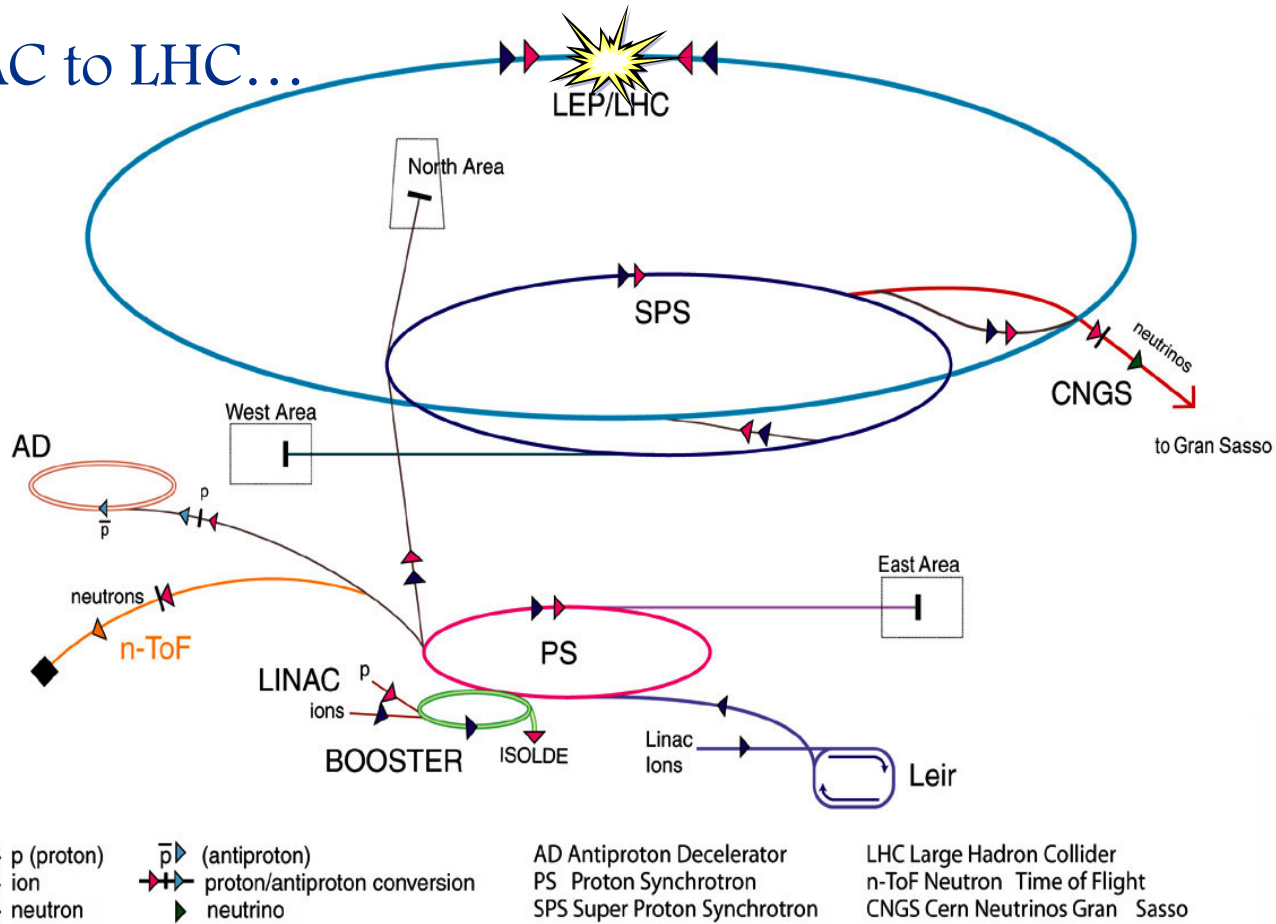 AC to LHC...
LEP/LHC
North Area
SPS
neutrinos
CNGS
to Gran Sasso
West Area
AD
p
p̅
East Area
neutrons
n-ToF
PS
LINAC
p
ions
BOOSTER
ISOLDE
Linac
Ions
Leir
p (proton)
ion
neutron
p̅ (antiproton)
proton/antiproton conversion
neutrino
AD Antiproton Decelerator
PS Proton Synchrotron
SPS Super Proton Synchrotron
LHC Large Hadron Collider
n-ToF Neutron Time of Flight
CNGS Cern Neutrinos Gran Sasso